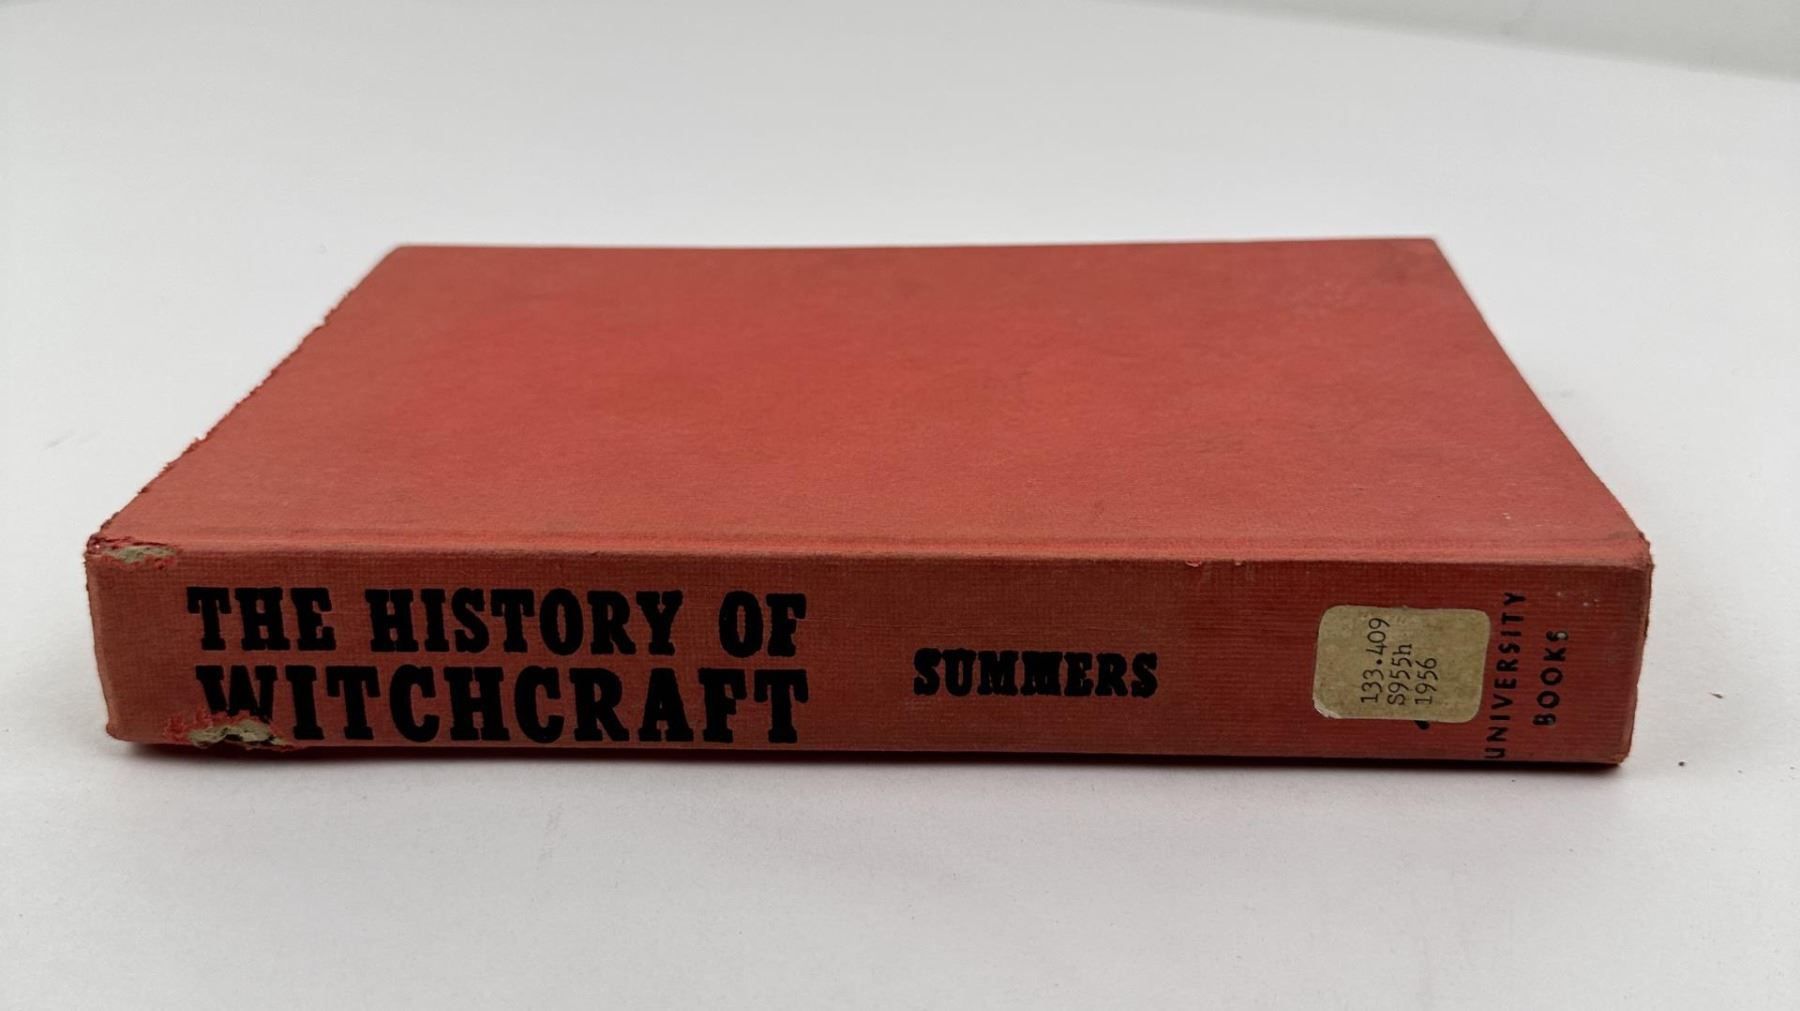 THE HISTORY OF
WITCHCRAFT
SUMMERS
133.409
S955h
1956
UNIVERSITY
BOOKS